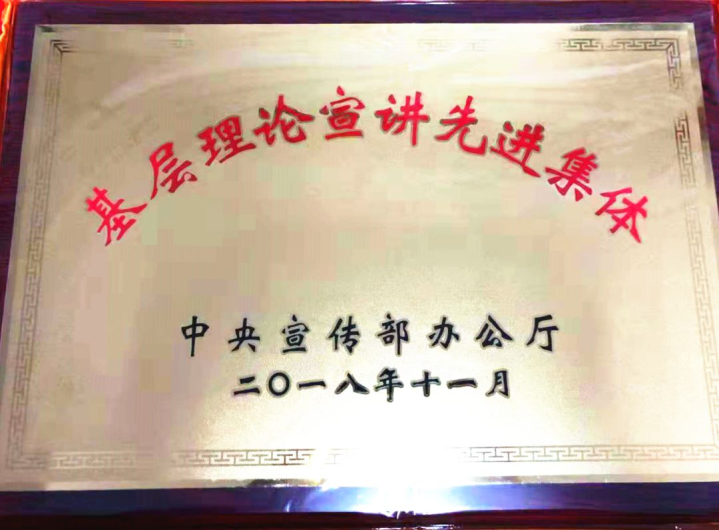 基层理论宣讲先进集体
中央宣传部办公厅
二〇一八年十一月